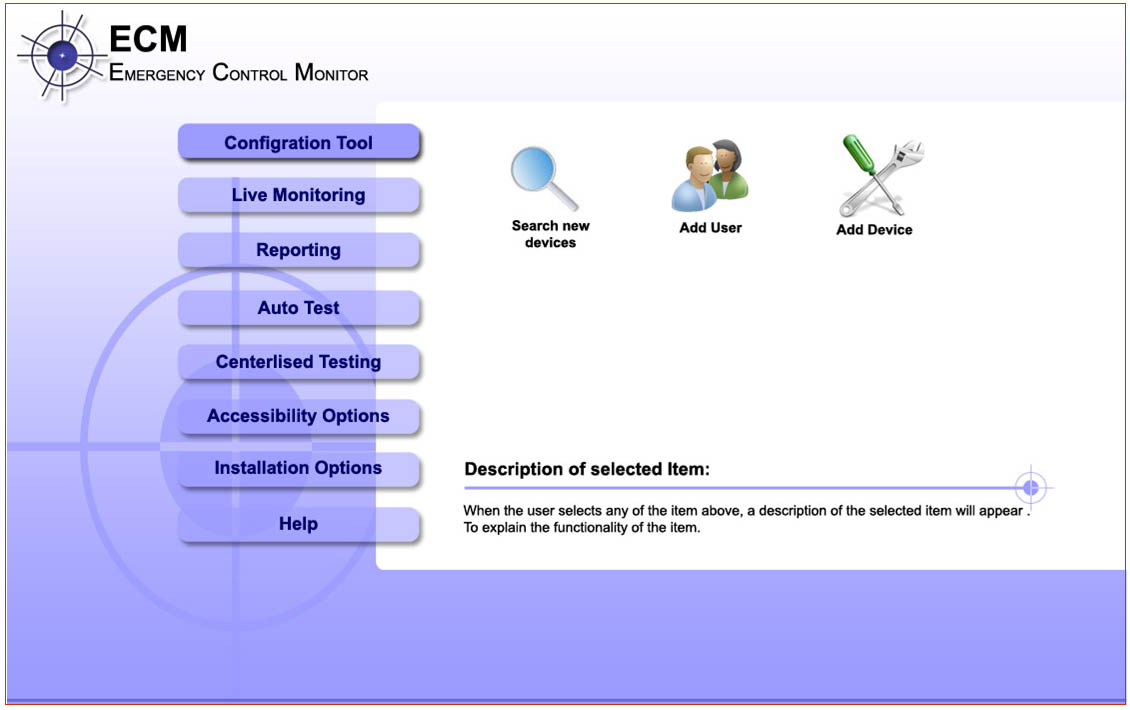 ECM
Emergency Control Monitor
Configration Tool
Live Monitoring
Reporting
Auto Test
Centerlised Testing
Accessibility Options
Installation Options
Help
Search new
devices
Add User
Add Device
Description of selected Item:
When the user selects any of the item above, a description of the selected item will appear .
To explain the functionality of the item.